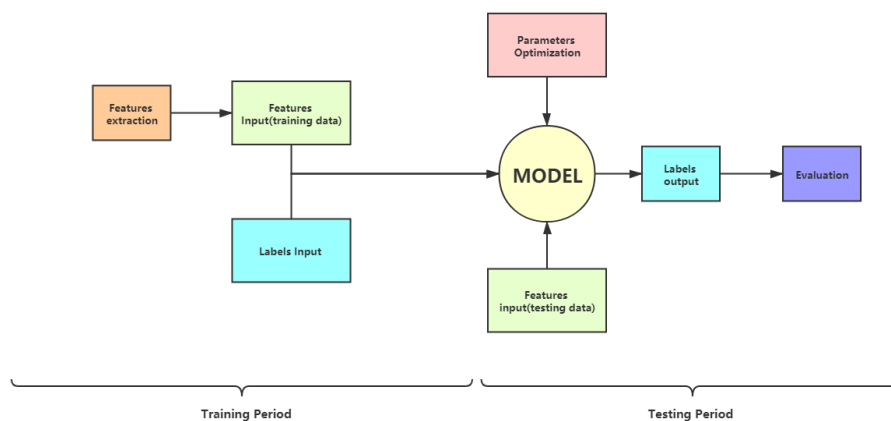 Parameters
Optimization
Features
extraction
Features
Input(training data)
MODEL
Labels
output
Evaluation
Labels Input
Features
input(testing data)
Training Period
Testing Period